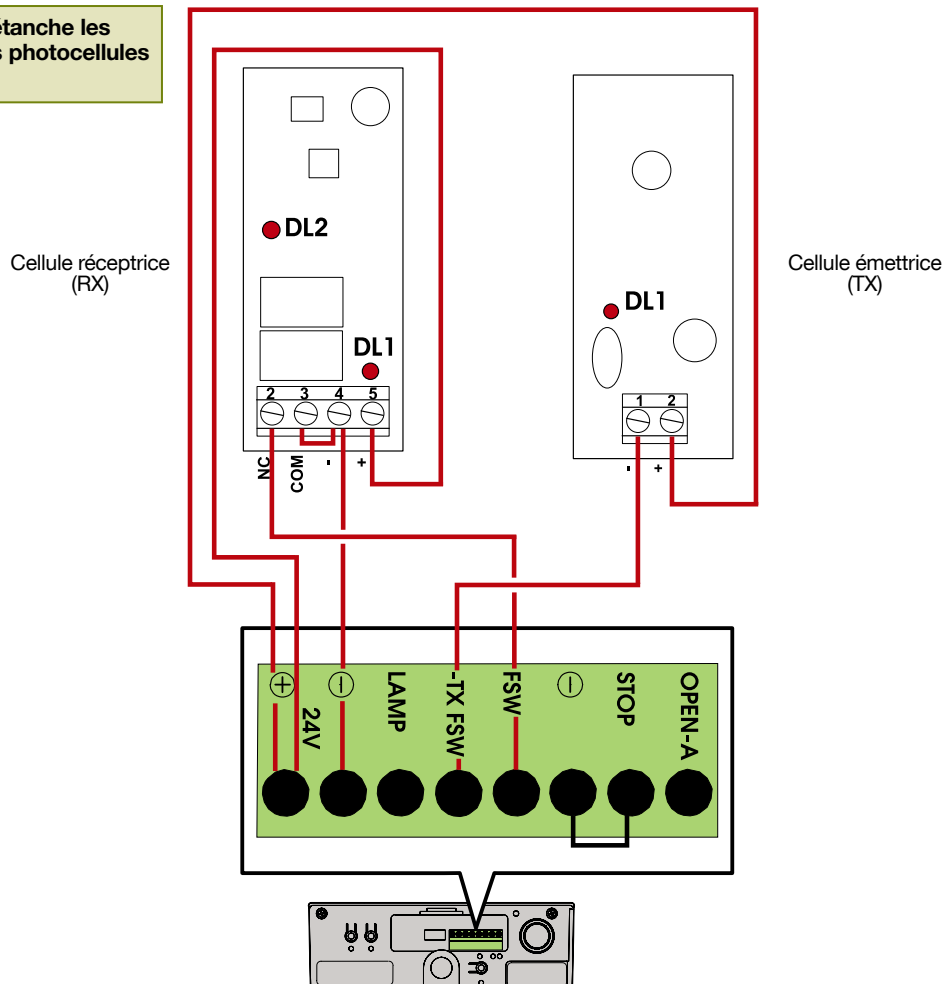 étanche les
s photocellules
DL2
Cellule réceptrice
(RX)
Cellule émettrice
(TX)
DL1
DL1
2 3 4 5
1 2
NC COM - +
- +
+ 24V - LAMP -TX FSW FSW - STOP OPEN-A